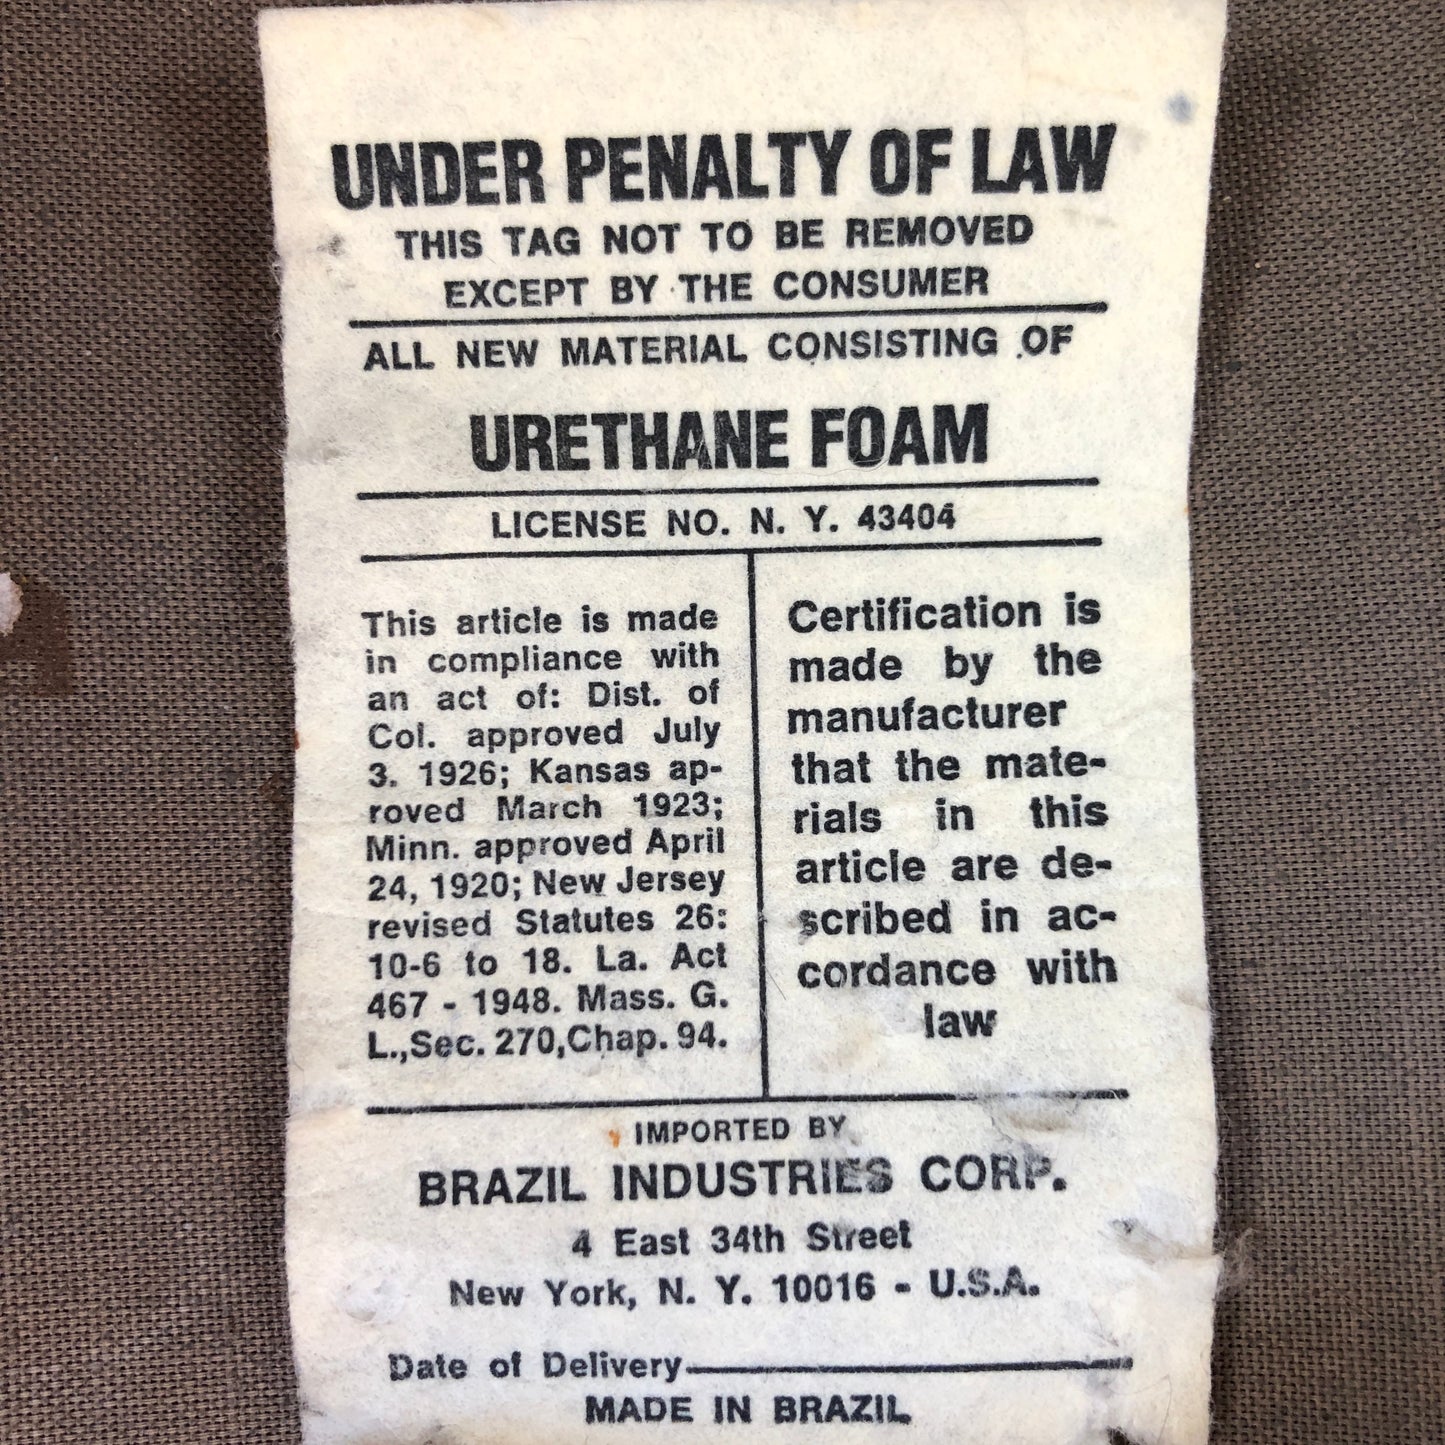 UNDER PENALTY OF LAW
THIS TAG NOT TO BE REMOVED
EXCEPT BY THE CONSUMER
ALL NEW MATERIAL CONSISTING OF
URETHANE FOAM
LICENSE NO. N. Y. 43404
This article is made
in compliance with
an act of: Dist. of
Col. approved July
3. 1926; Kansas ap-
roved March 1923;
Minn. approved April
24, 1920; New Jersey
revised Statutes 26:
10-6 to 18. La. Act
467 - 1948. Mass. G.
L.,Sec. 270,Chap. 94.
Certification is
made by the
manufacturer
that the mate-
rials in this
article are de-
scribed in ac-
cordance with
law
IMPORTED BY
BRAZIL INDUSTRIES CORP.
4 East 34th Street
New York, N. Y. 10016 - U.S.A.
Date of Delivery
MADE IN BRAZIL